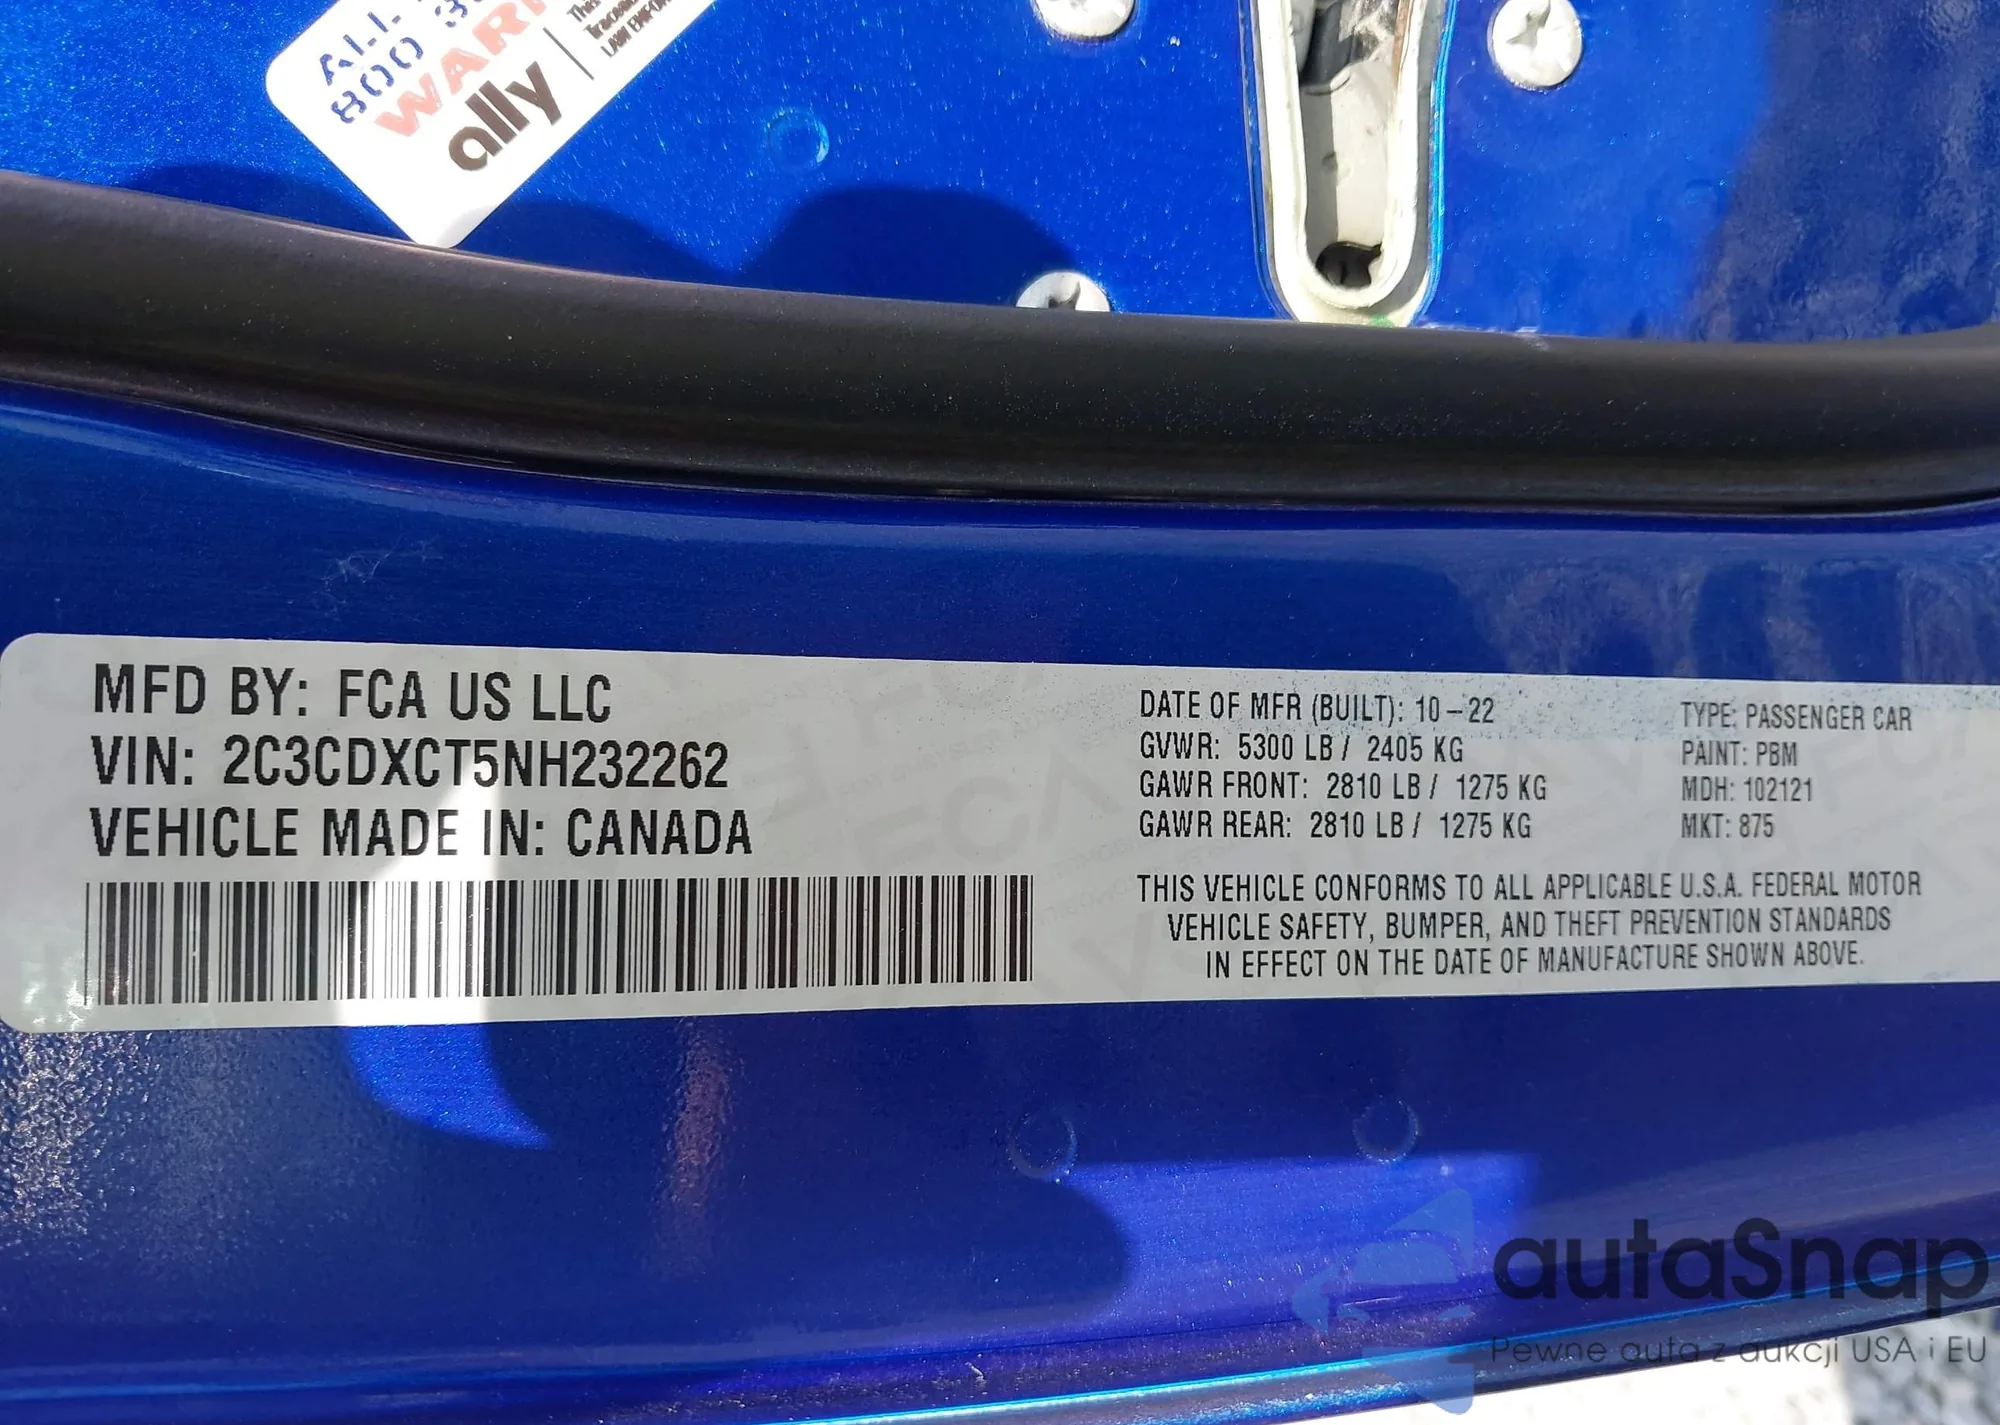 800
ally
LAW
MFD BY: FCA US LLC
VIN: 2C3CDXCT5NH232262
VEHICLE MADE IN: CANADA
DATE OF MFR (BUILT): 10-22
GVWR: 5300 LB / 2405 KG
GAWR FRONT: 2810 LB / 1275 KG
GAWR REAR: 2810 LB / 1275 KG
TYPE: PASSENGER CAR
PAINT: PBM
MDH: 102121
MKT: 875
THIS VEHICLE CONFORMS TO ALL APPLICABLE U.S.A. FEDERAL MOTOR
VEHICLE SAFETY, BUMPER, AND THEFT PREVENTION STANDARDS
IN EFFECT ON THE DATE OF MANUFACTURE SHOWN ABOVE.
autaSnap
Pewne auta z aukcji USA i EU